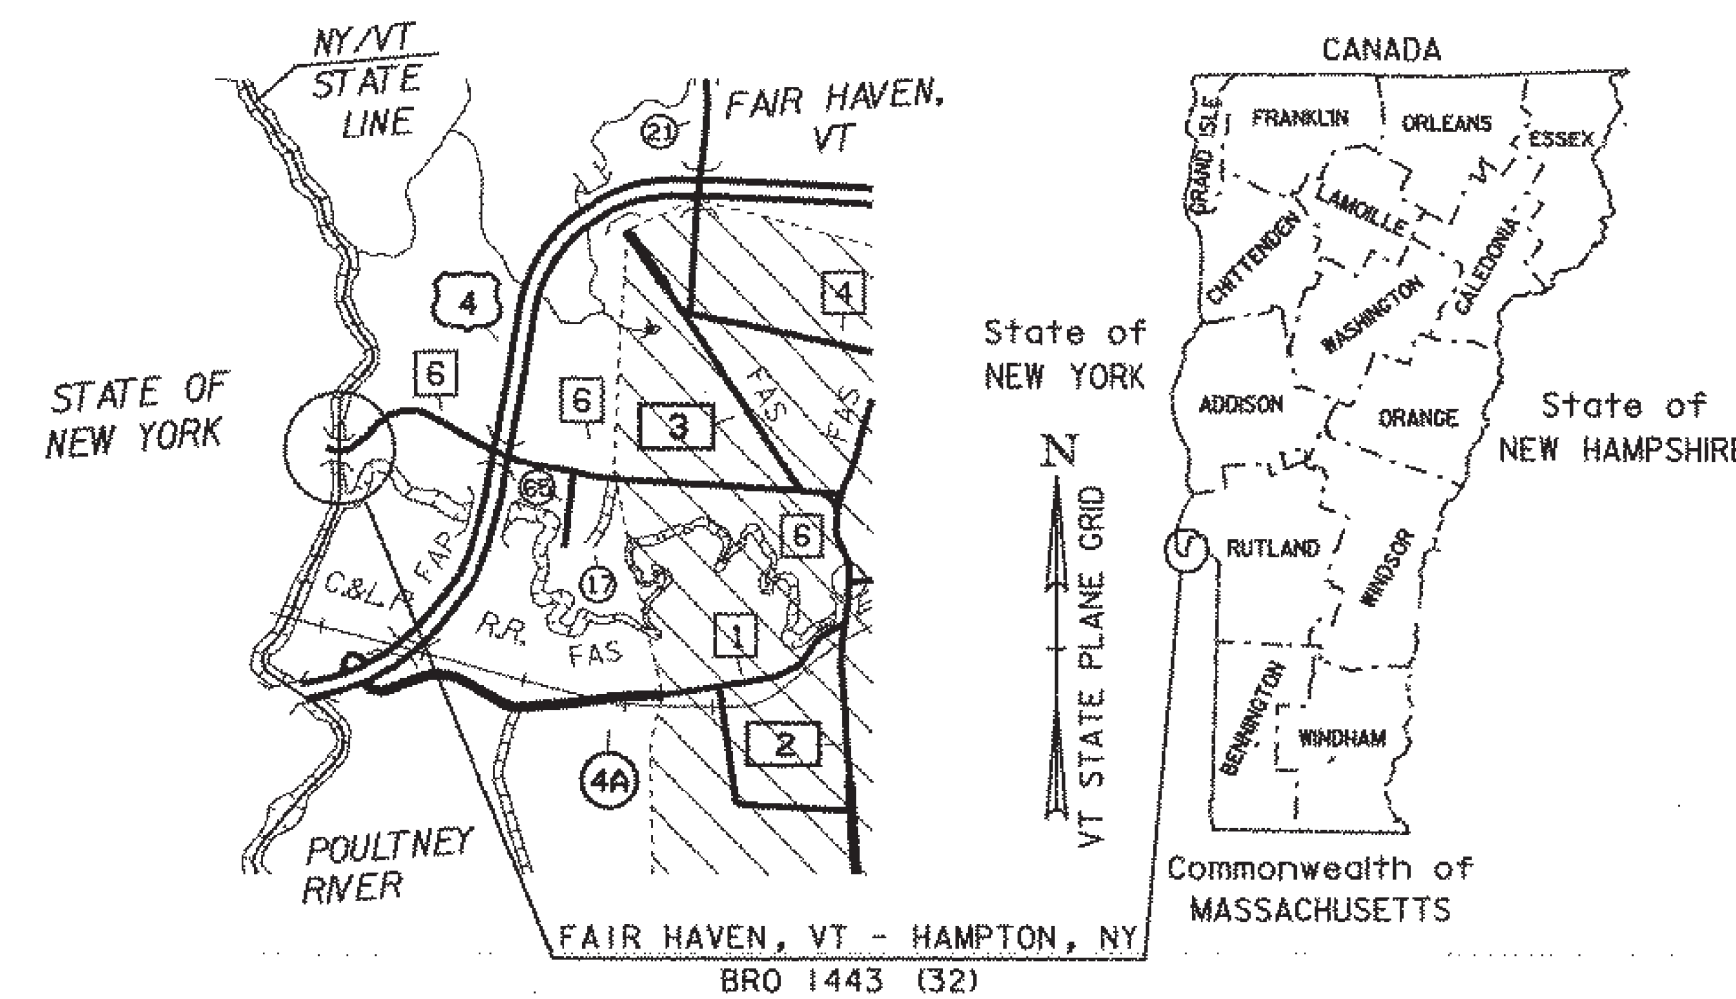 NY/VT
STATE
LINE
FAIR HAVEN,
VT
21
4
4
STATE OF
NEW YORK
6
6
3
FAS
FAS
68
6
FAP
17
C&LP
R.R.
FAS
1
2
4A
POULTNEY
RIVER
FAIR HAVEN, VT - HAMPTON, NY
BRO 1443 (32)
N
VT STATE PLANE GRID
CANADA
GRAND ISLE
FRANKLIN
ORLEANS
ESSEX
LAMOILLE
CHITTENDEN
CALEDONIA
WASHINGTON
State of
NEW YORK
ADDISON
ORANGE
State of
NEW HAMPSHIRE
RUTLAND
WINDSOR
BENNINGTON
WINDHAM
Commonwealth of
MASSACHUSETTS